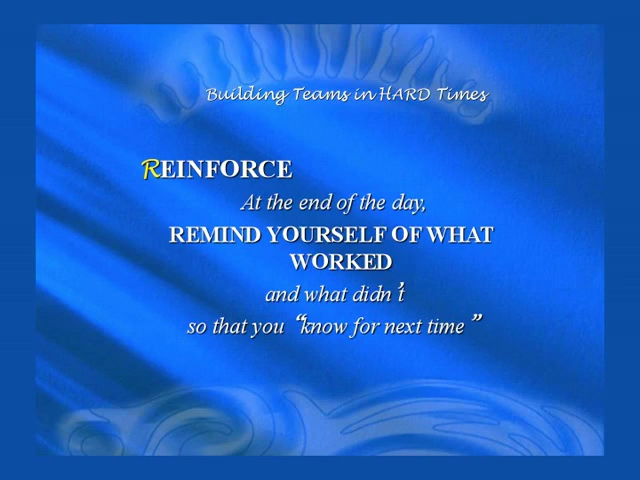 Building Teams in HARD Times
REINFORCE
At the end of the day,
REMIND YOURSELF OF WHAT
WORKED
and what didn’t
so that you “know for next time”